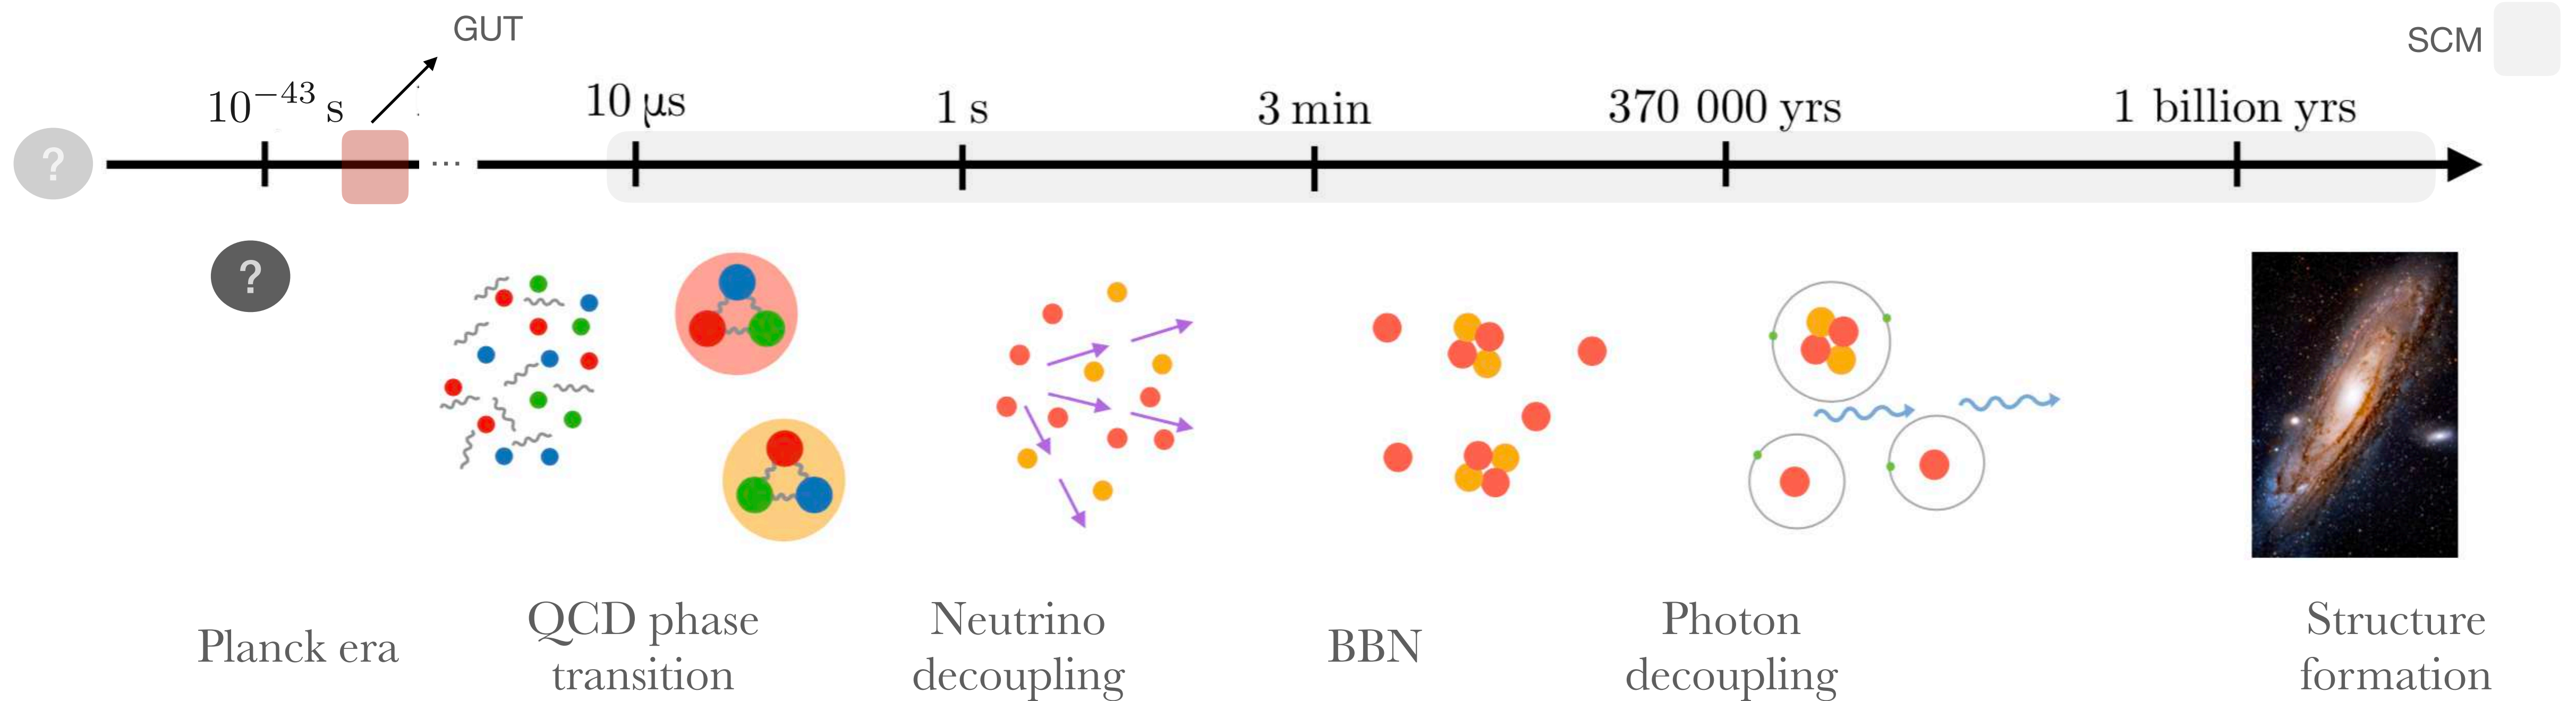 GUT
SCM
10⁻⁴³ s
10 μs
1 s
3 min
370 000 yrs
1 billion yrs
?
...
?
Planck era
QCD phase
transition
Neutrino
decoupling
BBN
Photon
decoupling
Structure
formation